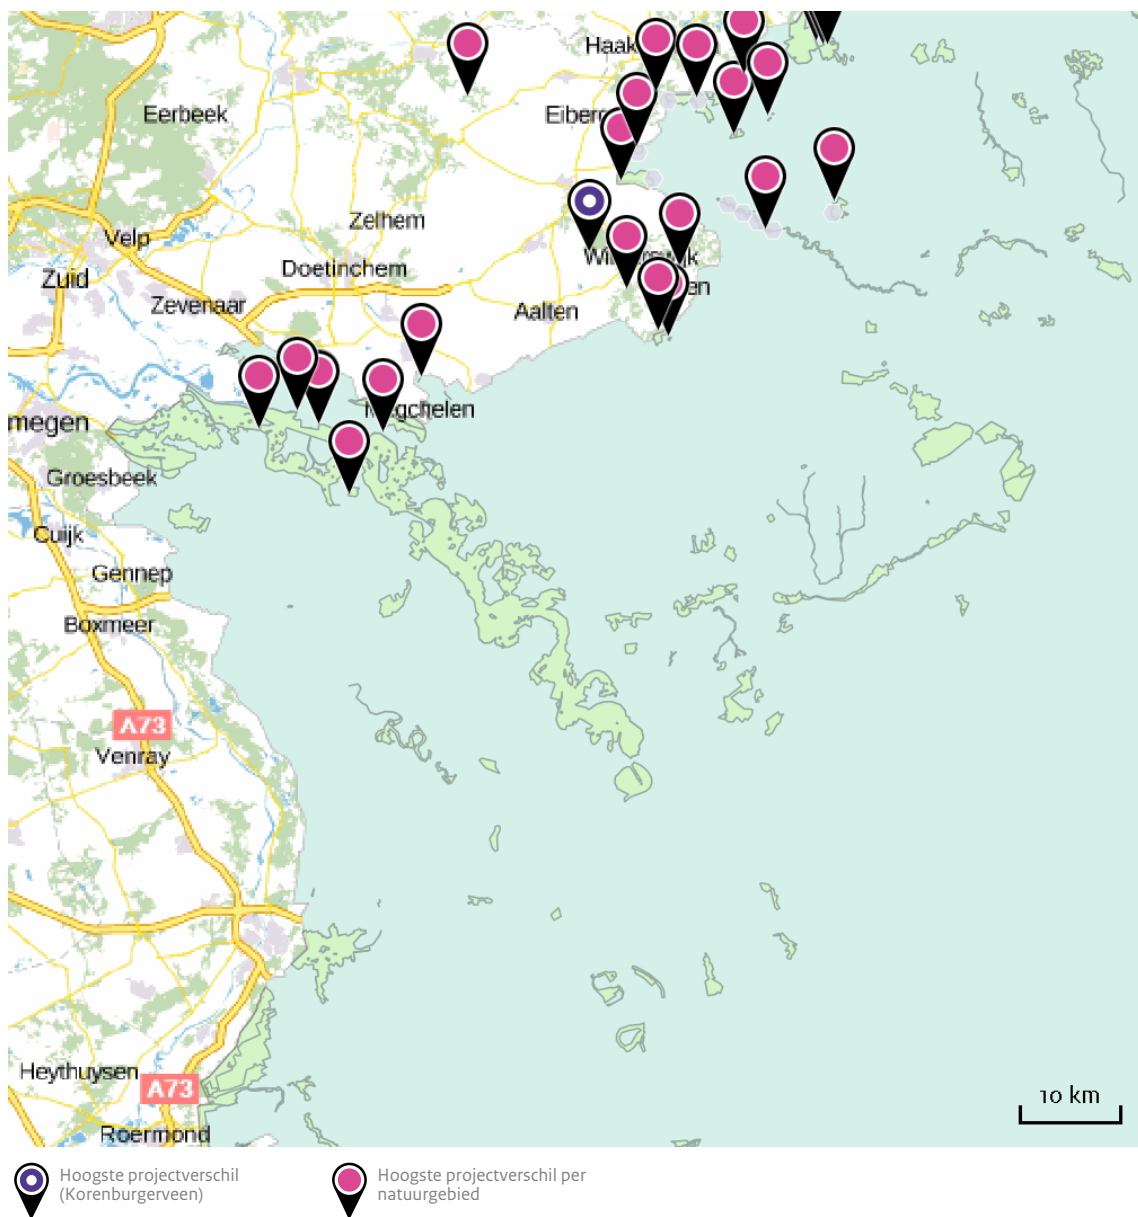 Haak
Eerbeek
Eiber
Zelhem
Velp
Zuid
Doetinchem
Zevenaar
Aalten
megen
Groesbeek
Cuijk
Gennep
Boxmeer
A73
Venray
Heythuysen
A73
Roermond
10 km
Hoogste projectverschil
(Korenburgerveen)
Hoogste projectverschil per
natuurgebied